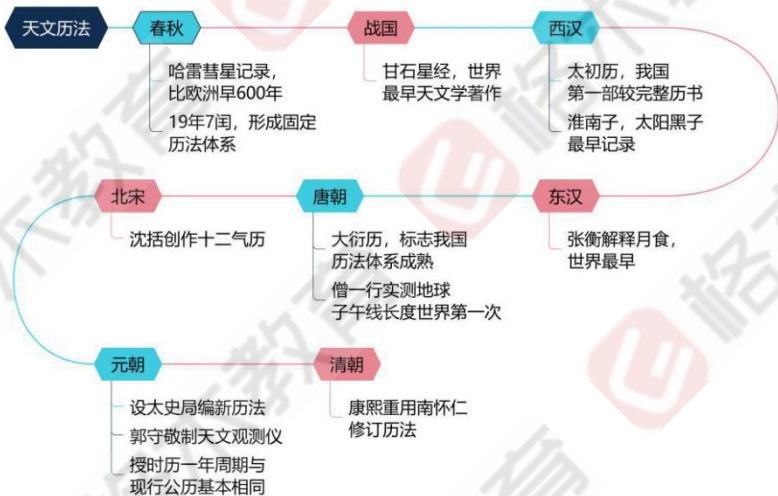 天文历法
春秋
哈雷彗星记录，
比欧洲早600年
19年7闰，形成固定
历法体系
战国
甘石星经，世界
最早天文学著作
西汉
太初历，我国
第一部较完整历书
淮南子，太阳黑子
最早记录
东汉
张衡解释月食，
世界最早
唐朝
大衍历，标志我国
历法体系成熟
僧一行实测地球
子午线长度世界第一次
北宋
沈括创作十二气历
元朝
设太史局编新历法
郭守敬制天文观测仪
授时历一年周期与
现行公历基本相同
清朝
康熙重用南怀仁
修订历法
格木教育